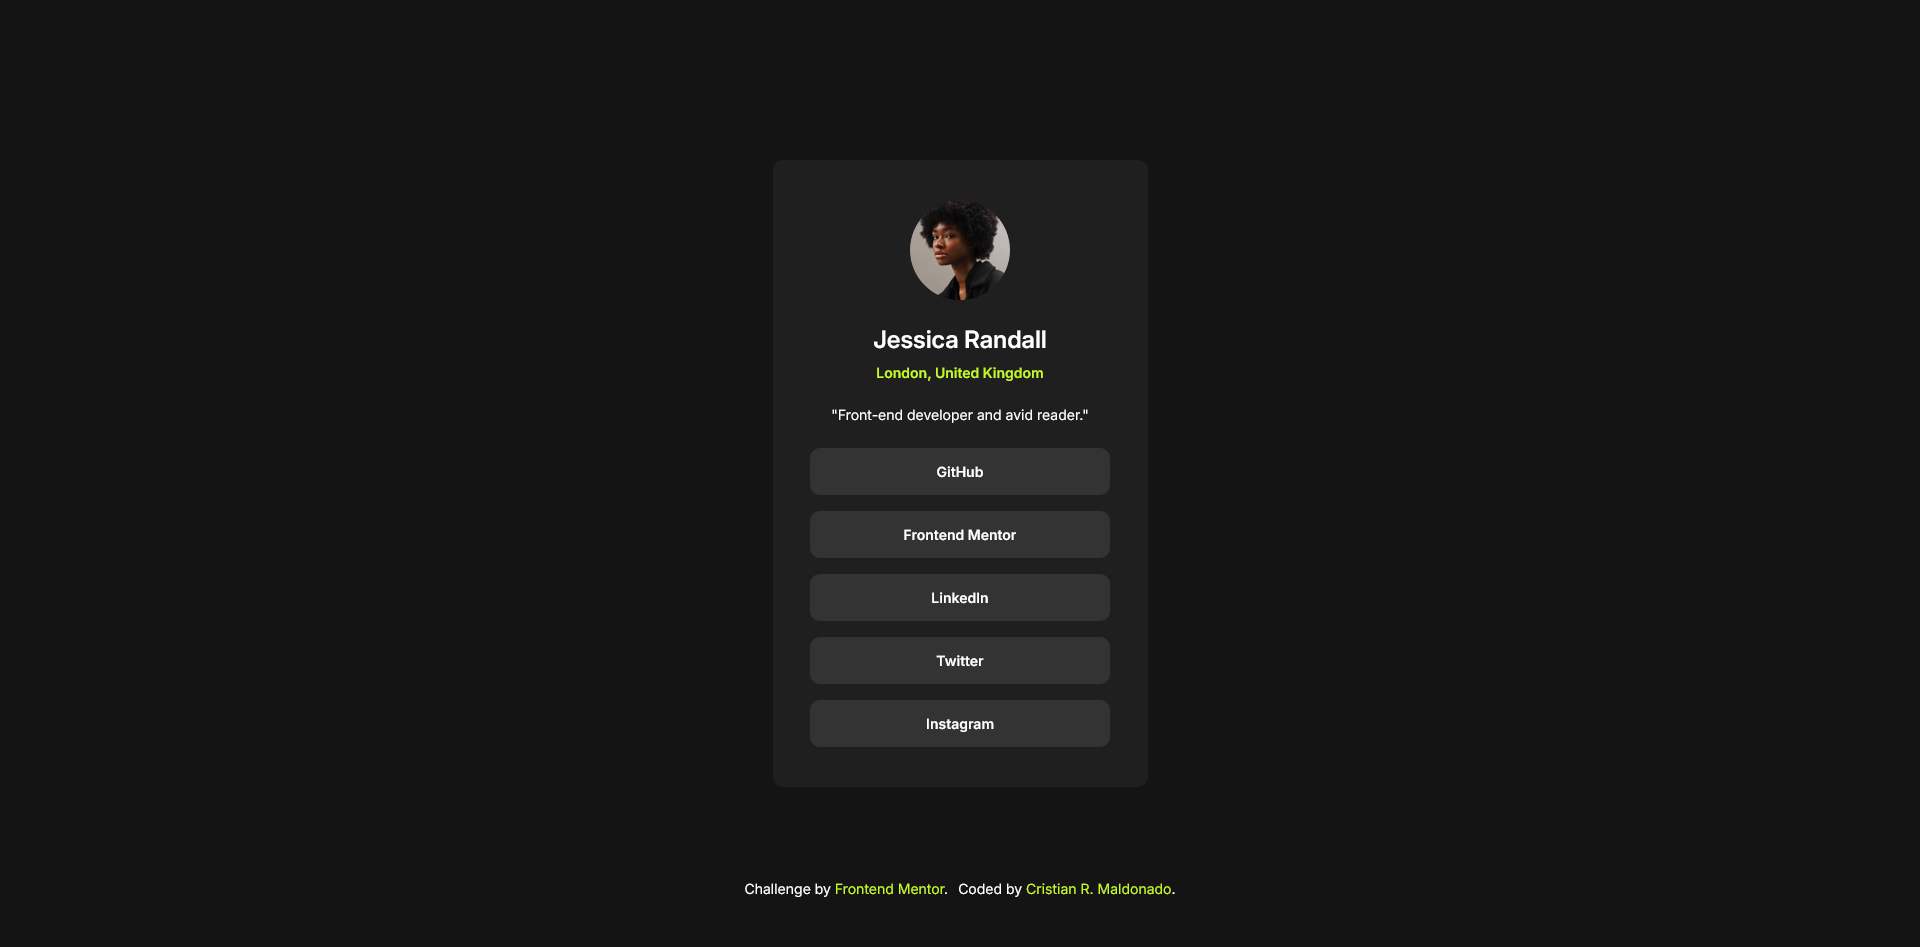 Jessica Randall
London, United Kingdom
"Front-end developer and avid reader."
GitHub
Frontend Mentor
LinkedIn
Twitter
Instagram
Challenge by Frontend Mentor. Coded by Cristian R. Maldonado.